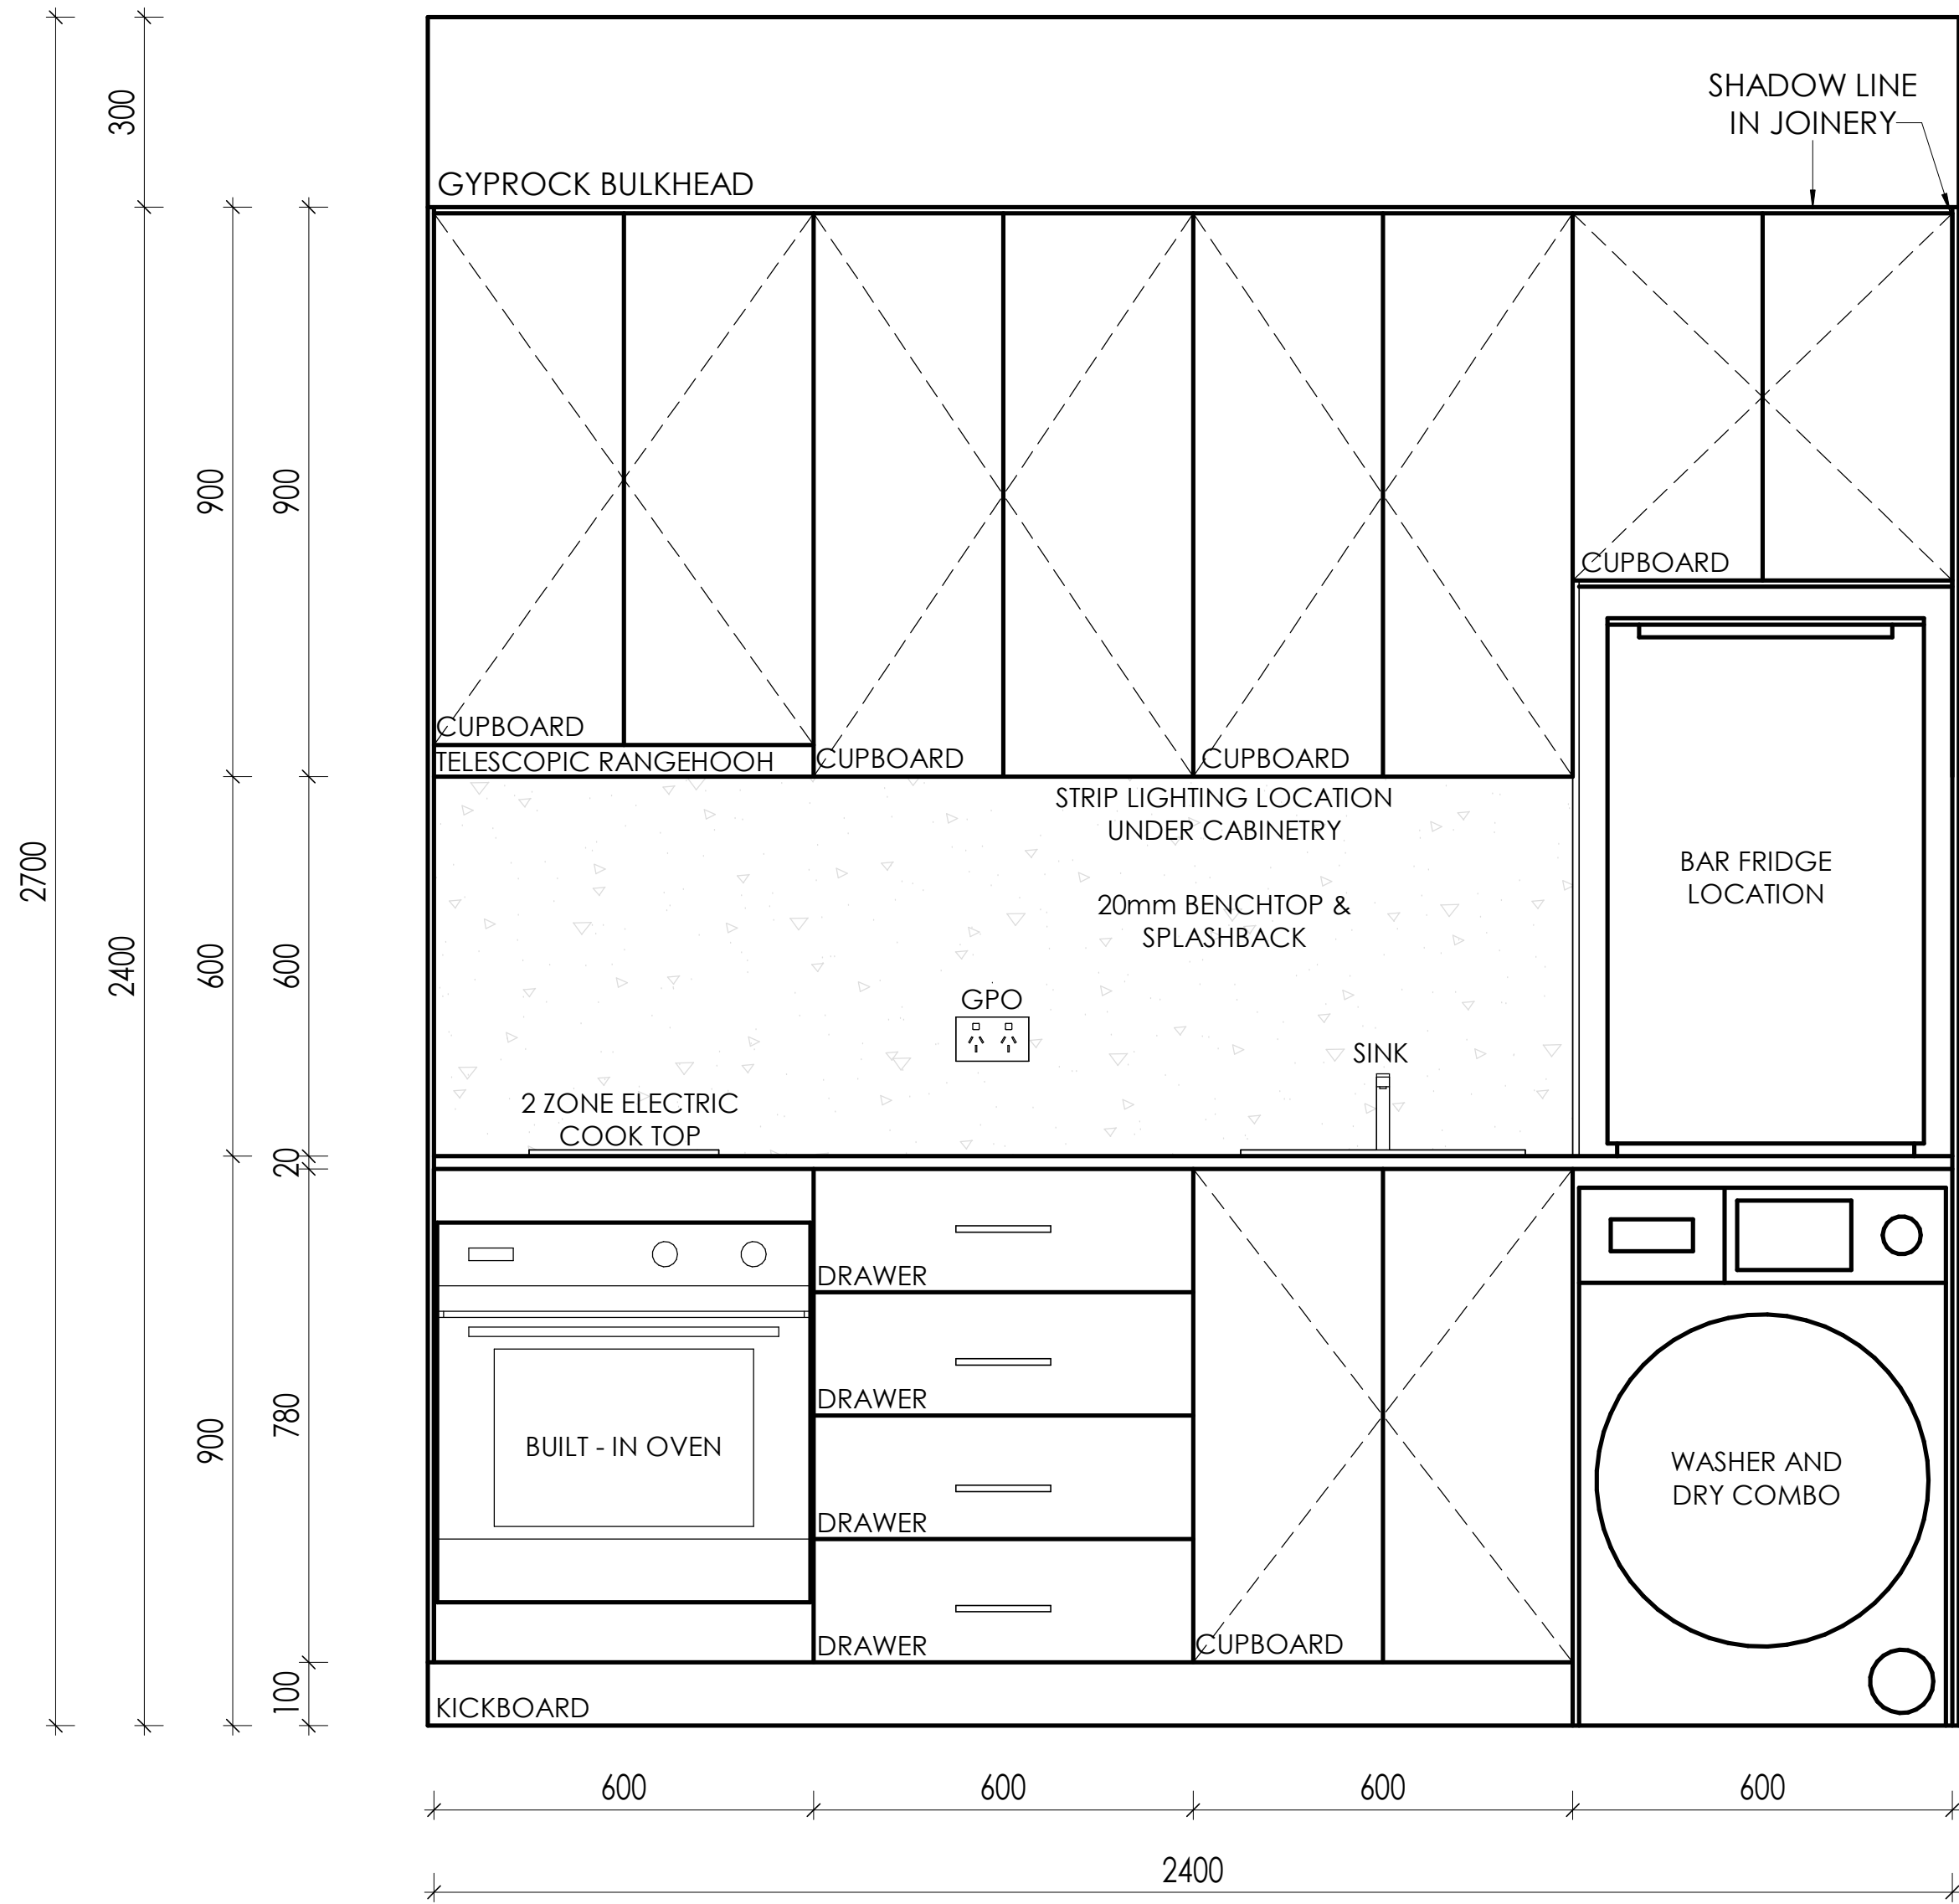 SHADOW LINE
IN JOINERY
300
GYPROCK BULKHEAD
900
900
CUPBOARD
CUPBOARD
TELESCOPIC RANGEHOOH
CUPBOARD
CUPBOARD
STRIP LIGHTING LOCATION
UNDER CABINETRY
2700
BAR FRIDGE
LOCATION
20mm BENCHTOP &
SPLASHBACK
2400
600
600
GPO
SINK
2 ZONE ELECTRIC
COOK TOP
20
DRAWER
DRAWER
900
780
BUILT - IN OVEN
WASHER AND
DRY COMBO
DRAWER
DRAWER
CUPBOARD
100
KICKBOARD
600
600
600
600
2400